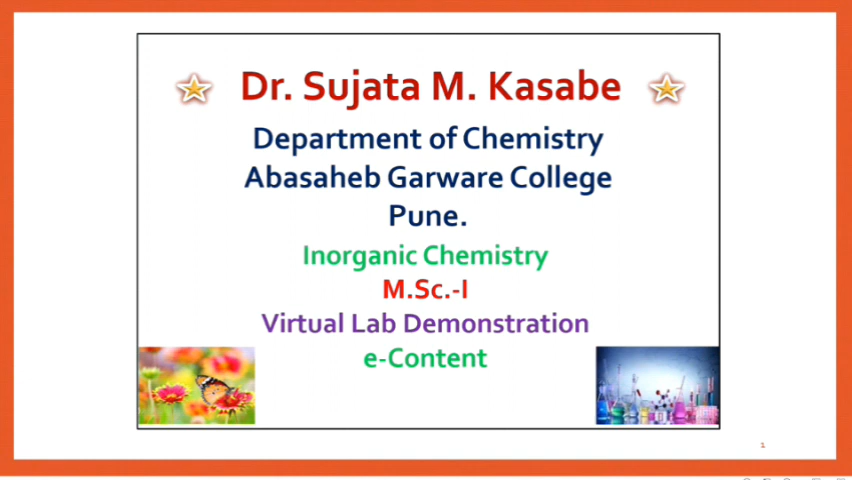 Dr. Sujata M. Kasabe
Department of Chemistry
Abasaheb Garware College
Pune.
Inorganic Chemistry
M.Sc.-I
Virtual Lab Demonstration
e-Content
1